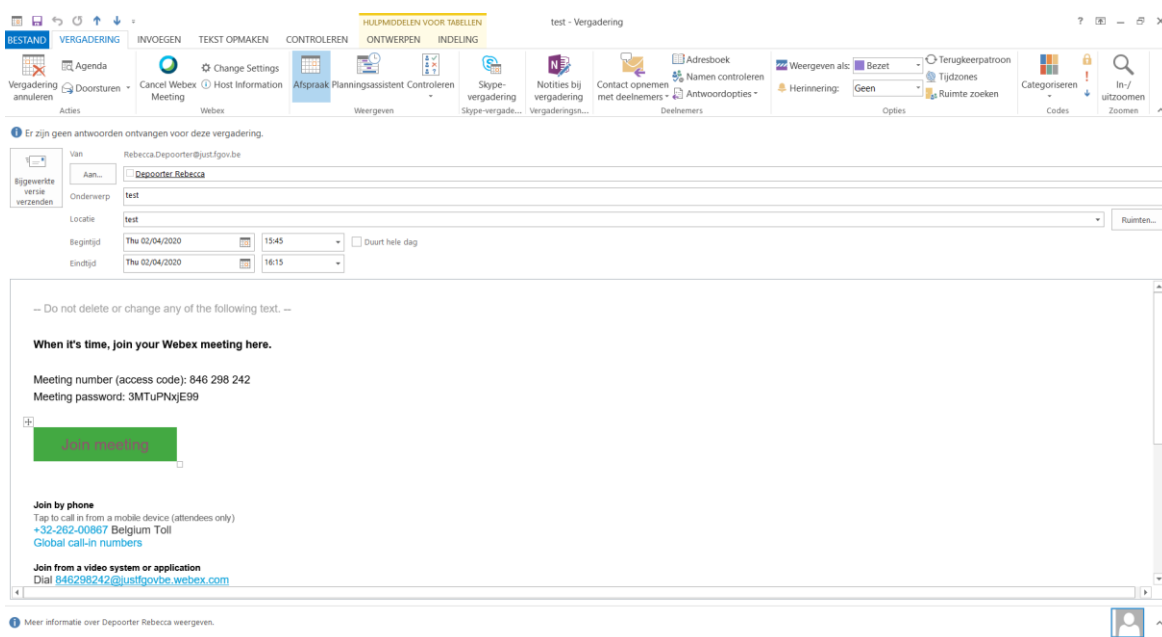 HULPMIDDELEN VOOR TABELLEN
test - Vergadering
BESTAND VERGADERING INVOEGEN TEKST OPMAKEN CONTROLEREN ONTWERPEN INDELING
Vergadering annuleren
Agenda
Doorsturen
Acties
Cancel Webex Meeting
Change Settings
Host Information
Webex
Afspraak
Planningsassistent
Controleren
Weergeven
Skype-vergadering
Skype-vergade...
Notities bij vergadering
Vergaderingsn...
Contact opnemen met deelnemers
Adresboek
Namen controleren
Antwoordopties
Deelnemers
Weergeven als: Bezet
Herinnering: Geen
Terugkeerpatroon
Tijdzones
Ruimte zoeken
Opties
Categoriseren
Codes
In-/uitzoomen
Zoomen
Er zijn geen antwoorden ontvangen voor deze vergadering.
Bijgewerkte versie verzenden
Van Rebecca.Depoorter@just.fgov.be
Aan... Depoorter Rebecca
Onderwerp test
Locatie test Ruimten...
Begintijd Thu 02/04/2020 15:45 Duurt hele dag
Eindtijd Thu 02/04/2020 16:15
-- Do not delete or change any of the following text. --
When it's time, join your Webex meeting here.
Meeting number (access code): 846 298 242
Meeting password: 3MTuPNxjE99
Join meeting
Join by phone
Tap to call in from a mobile device (attendees only)
+32-262-00867 Belgium Toll
Global call-in numbers
Join from a video system or application
Dial 846298242@justfgovbe.webex.com
Meer informatie over Depoorter Rebecca weergeven.